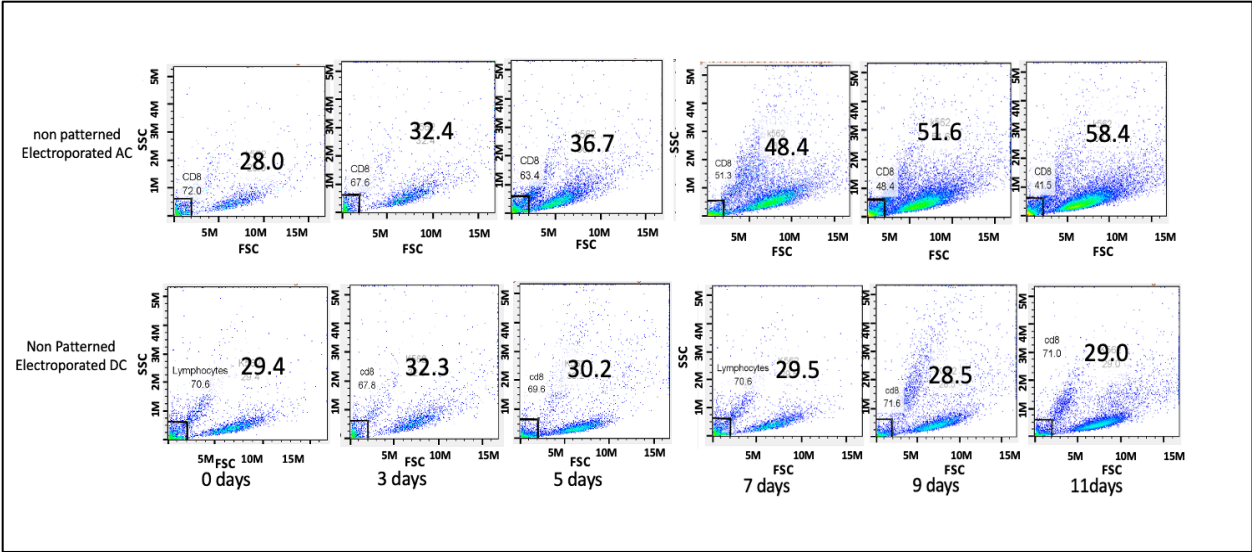 non patterned
Electroporated AC
SSC
5M
4M
3M
2M
1M
CD8
72.0
28.0
5M 10M 15M
FSC
5M
4M
3M
2M
1M
CD8
67.6
32.4
5M 10M 15M
FSC
5M
4M
3M
2M
1M
CD8
63.4
36.7
5M 10M 15M
FSC
SSC
5M
4M
3M
2M
1M
CD8
51.3
48.4
5M 10M 15M
FSC
5M
4M
3M
2M
1M
CD8
48.4
51.6
5M 10M 15M
FSC
5M
4M
3M
2M
1M
CD8
41.5
58.4
5M 10M 15M
FSC
Non Patterned
Electroporated DC
SSC
5M
4M
3M
2M
1M
Lymphocytes
70.6
29.4
5M 10M 15M
FSC
0 days
5M
4M
3M
2M
1M
cd8
67.8
32.3
5M 10M 15M
FSC
3 days
5M
4M
3M
2M
1M
cd8
69.6
30.2
5M 10M 15M
FSC
5 days
SSC
5M
4M
3M
2M
1M
Lymphocytes
70.6
29.5
5M 10M 15M
FSC
7 days
5M
4M
3M
2M
1M
cd8
71.6
28.5
5M 10M 15M
FSC
9 days
5M
4M
3M
2M
1M
cd8
71.0
29.0
5M 10M 15M
FSC
11days